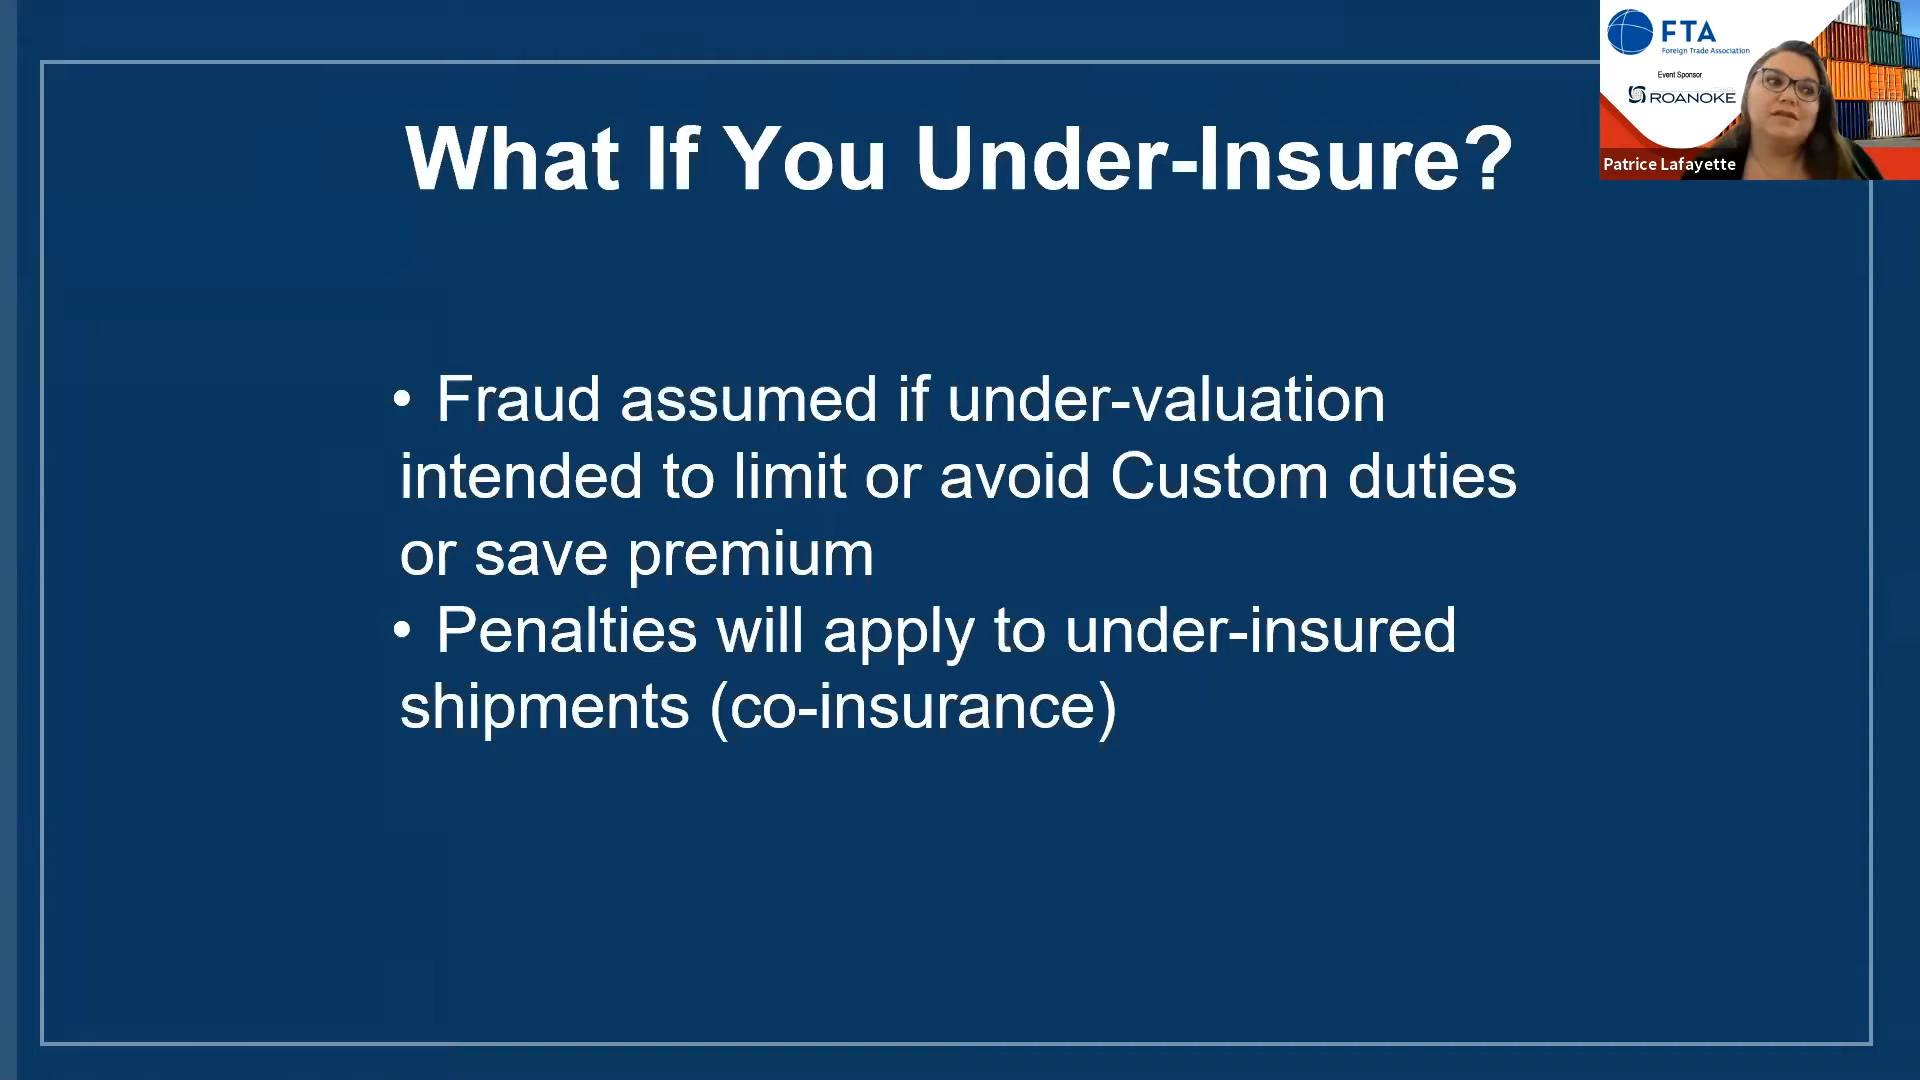 What If You Under-Insure?
• Fraud assumed if under-valuation
intended to limit or avoid Custom duties
or save premium
• Penalties will apply to under-insured
shipments (co-insurance)
FTA
Foreign Trade Association
Event Sponsor
ROANOKE
Patrice Lafayette